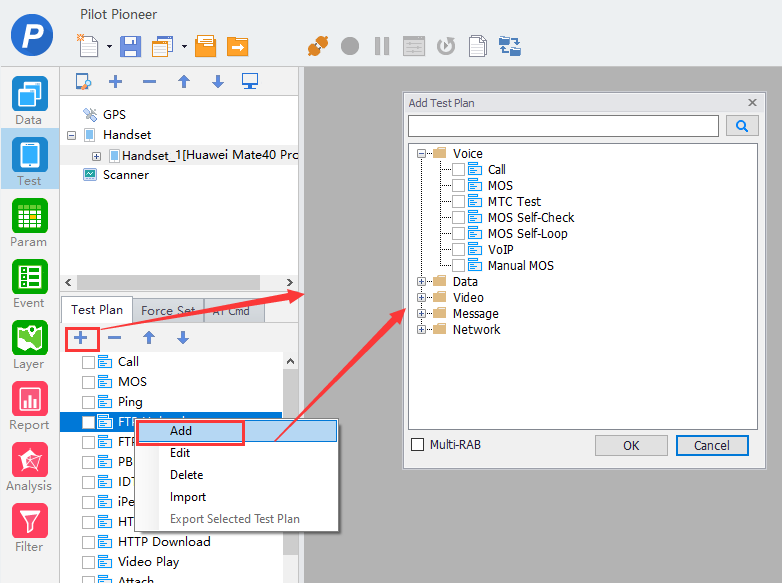 Pilot Pioneer
P
Data
Test
Param
Event
Layer
Report
Analysis
Filter
GPS
Handset
Handset_1[Huawei Mate40 Pro
Scanner
Test Plan
Force Set
AT Cmd
Call
MOS
Ping
FTP
FT
PB
IDT
iPe
HT
HTTP Download
Video Play
Attach
Add
Edit
Delete
Import
Export Selected Test Plan
Add Test Plan
Voice
Call
MOS
MTC Test
MOS Self-Check
MOS Self-Loop
VoIP
Manual MOS
Data
Video
Message
Network
Multi-RAB
OK
Cancel